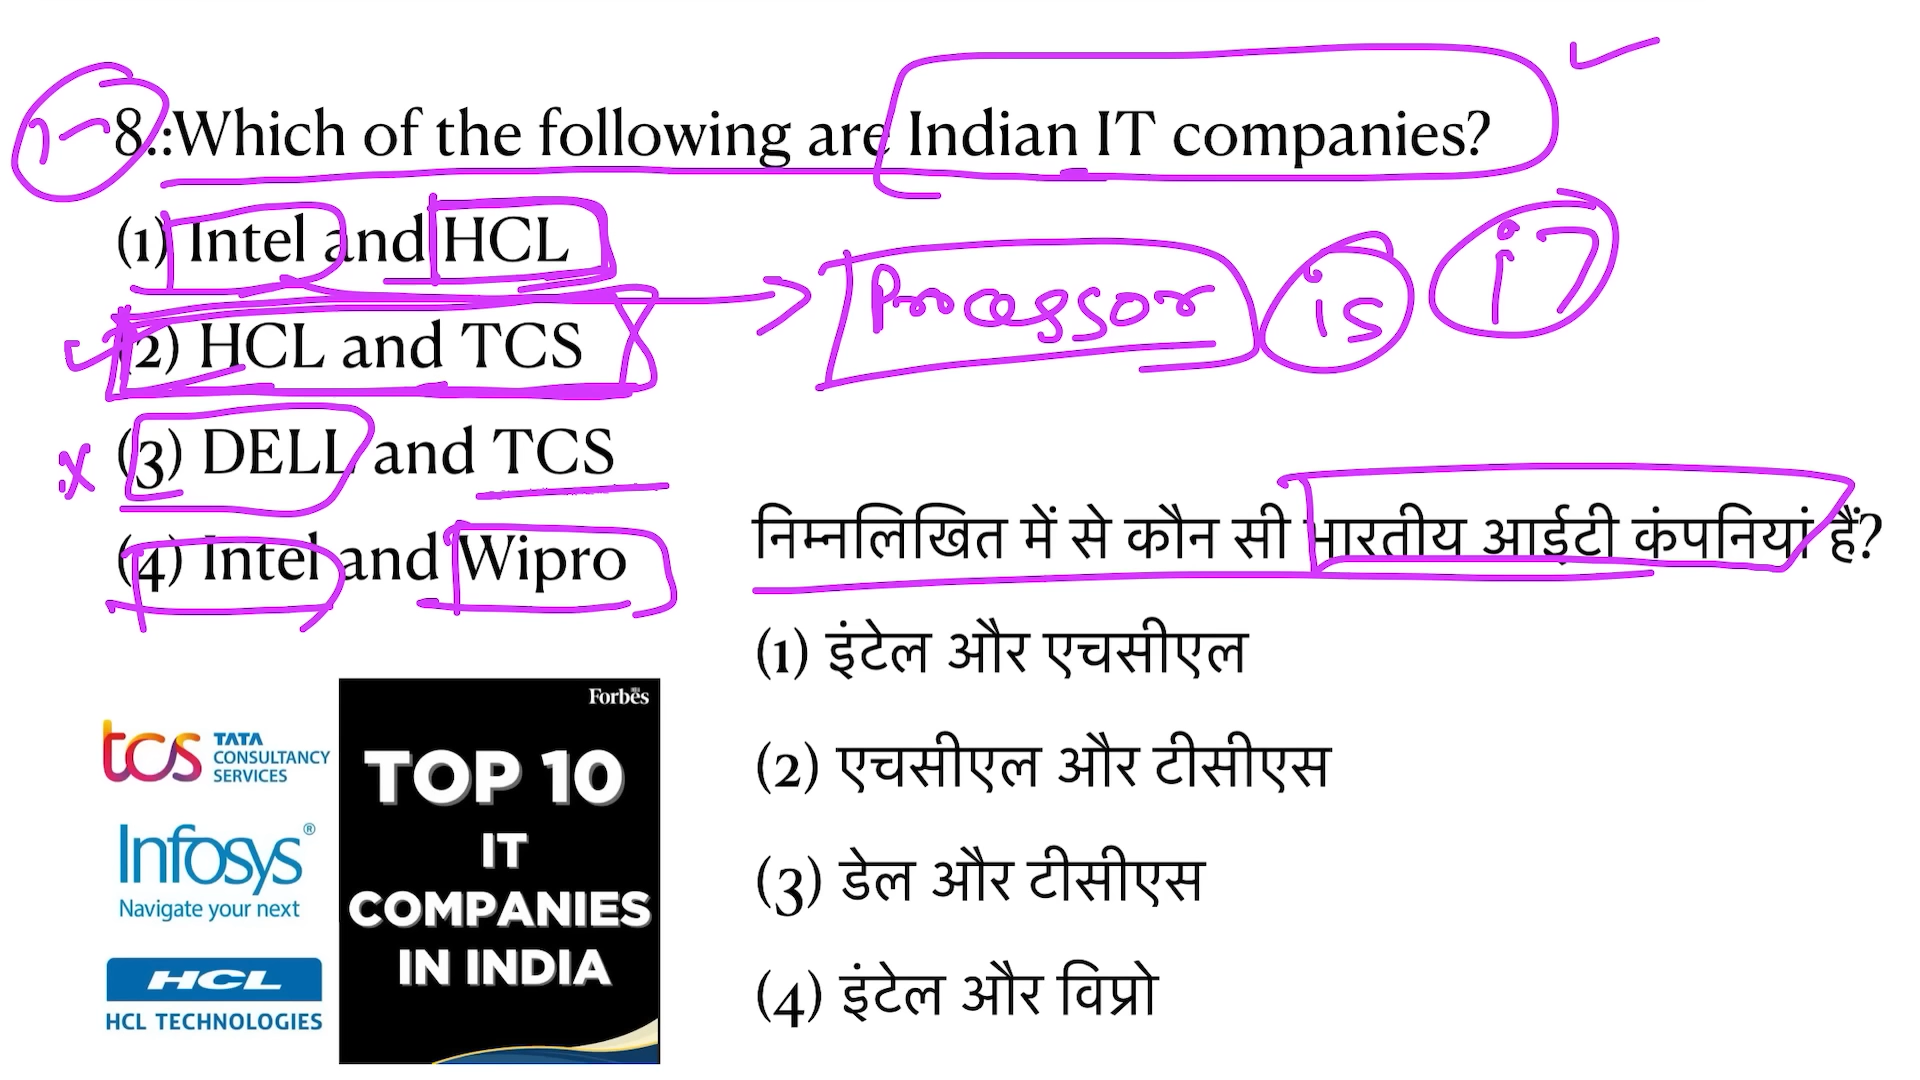 8.:Which of the following are Indian IT companies?
(1) Intel and HCL
(2) HCL and TCS
(3) DELL and TCS
(4) Intel and Wipro
Processor i5 i7
निम्नलिखित में से कौन सी भारतीय आईटी कंपनियां हैं?
(1) इंटेल और एचसीएल
(2) एचसीएल और टीसीएस
(3) डेल और टीसीएस
(4) इंटेल और विप्रो
tcs TATA
CONSULTANCY
SERVICES
Infosys®
Navigate your next
HCL
HCL TECHNOLOGIES
Forbes
TOP 10
IT
COMPANIES
IN INDIA